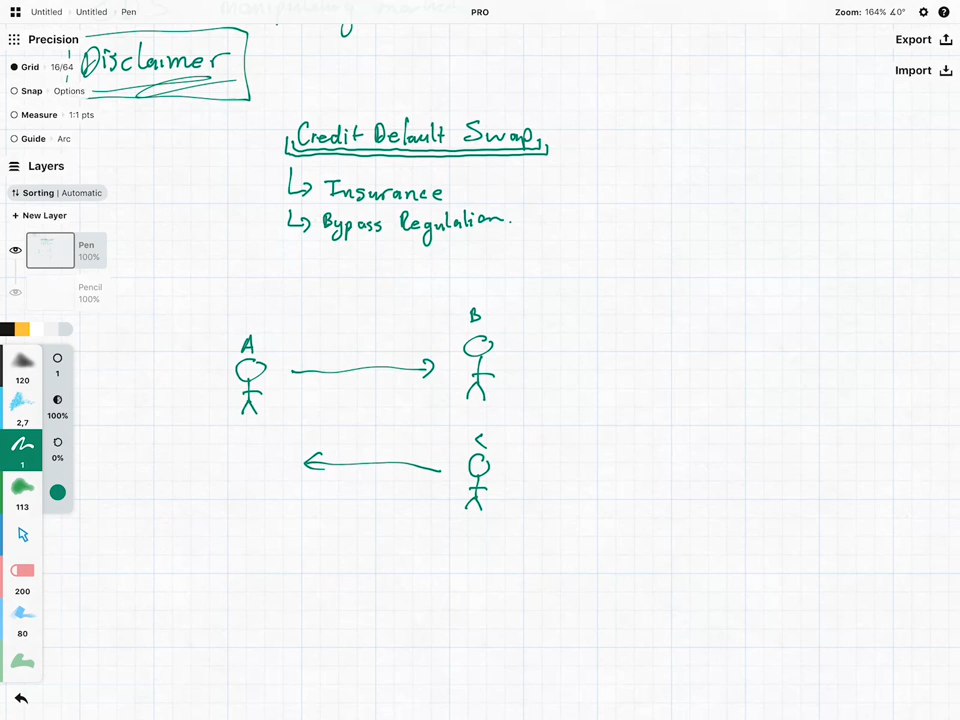 Untitled Untitled Pen PRO Zoom: 164% ∡0°
Precision
Export
Disclaimer
Grid 16/64
Import
Snap Options
Measure 1:1 pts
Credit Default Swap
Guide Arc
Layers
Sorting | Automatic
Insurance
+ New Layer
Bypass Regulation.
Pen
100%
Pencil
100%
B
A
120
1
2,7
100%
C
1
0%
113
200
80